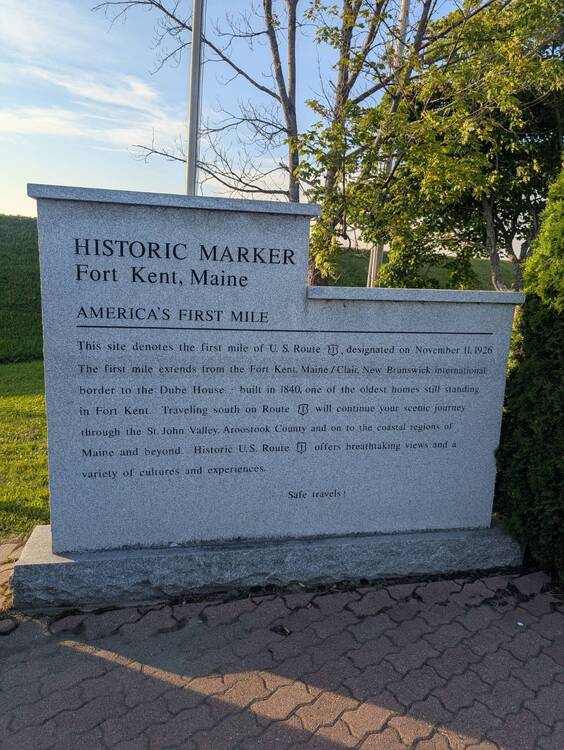 HISTORIC MARKER
Fort Kent, Maine
AMERICA'S FIRST MILE
This site denotes the first mile of U.S. Route 1, designated on November 11, 1926
The first mile extends from the Fort Kent, Maine/Clair, New Brunswick international
border to the Dube House - built in 1840, one of the oldest homes still standing
in Fort Kent. Traveling south on Route 1 will continue your scenic journey
through the St. John Valley, Aroostook County and on to the coastal regions of
Maine and beyond. Historic U.S. Route 1 offers breathtaking views and a
variety of cultures and experiences.
Safe travels!